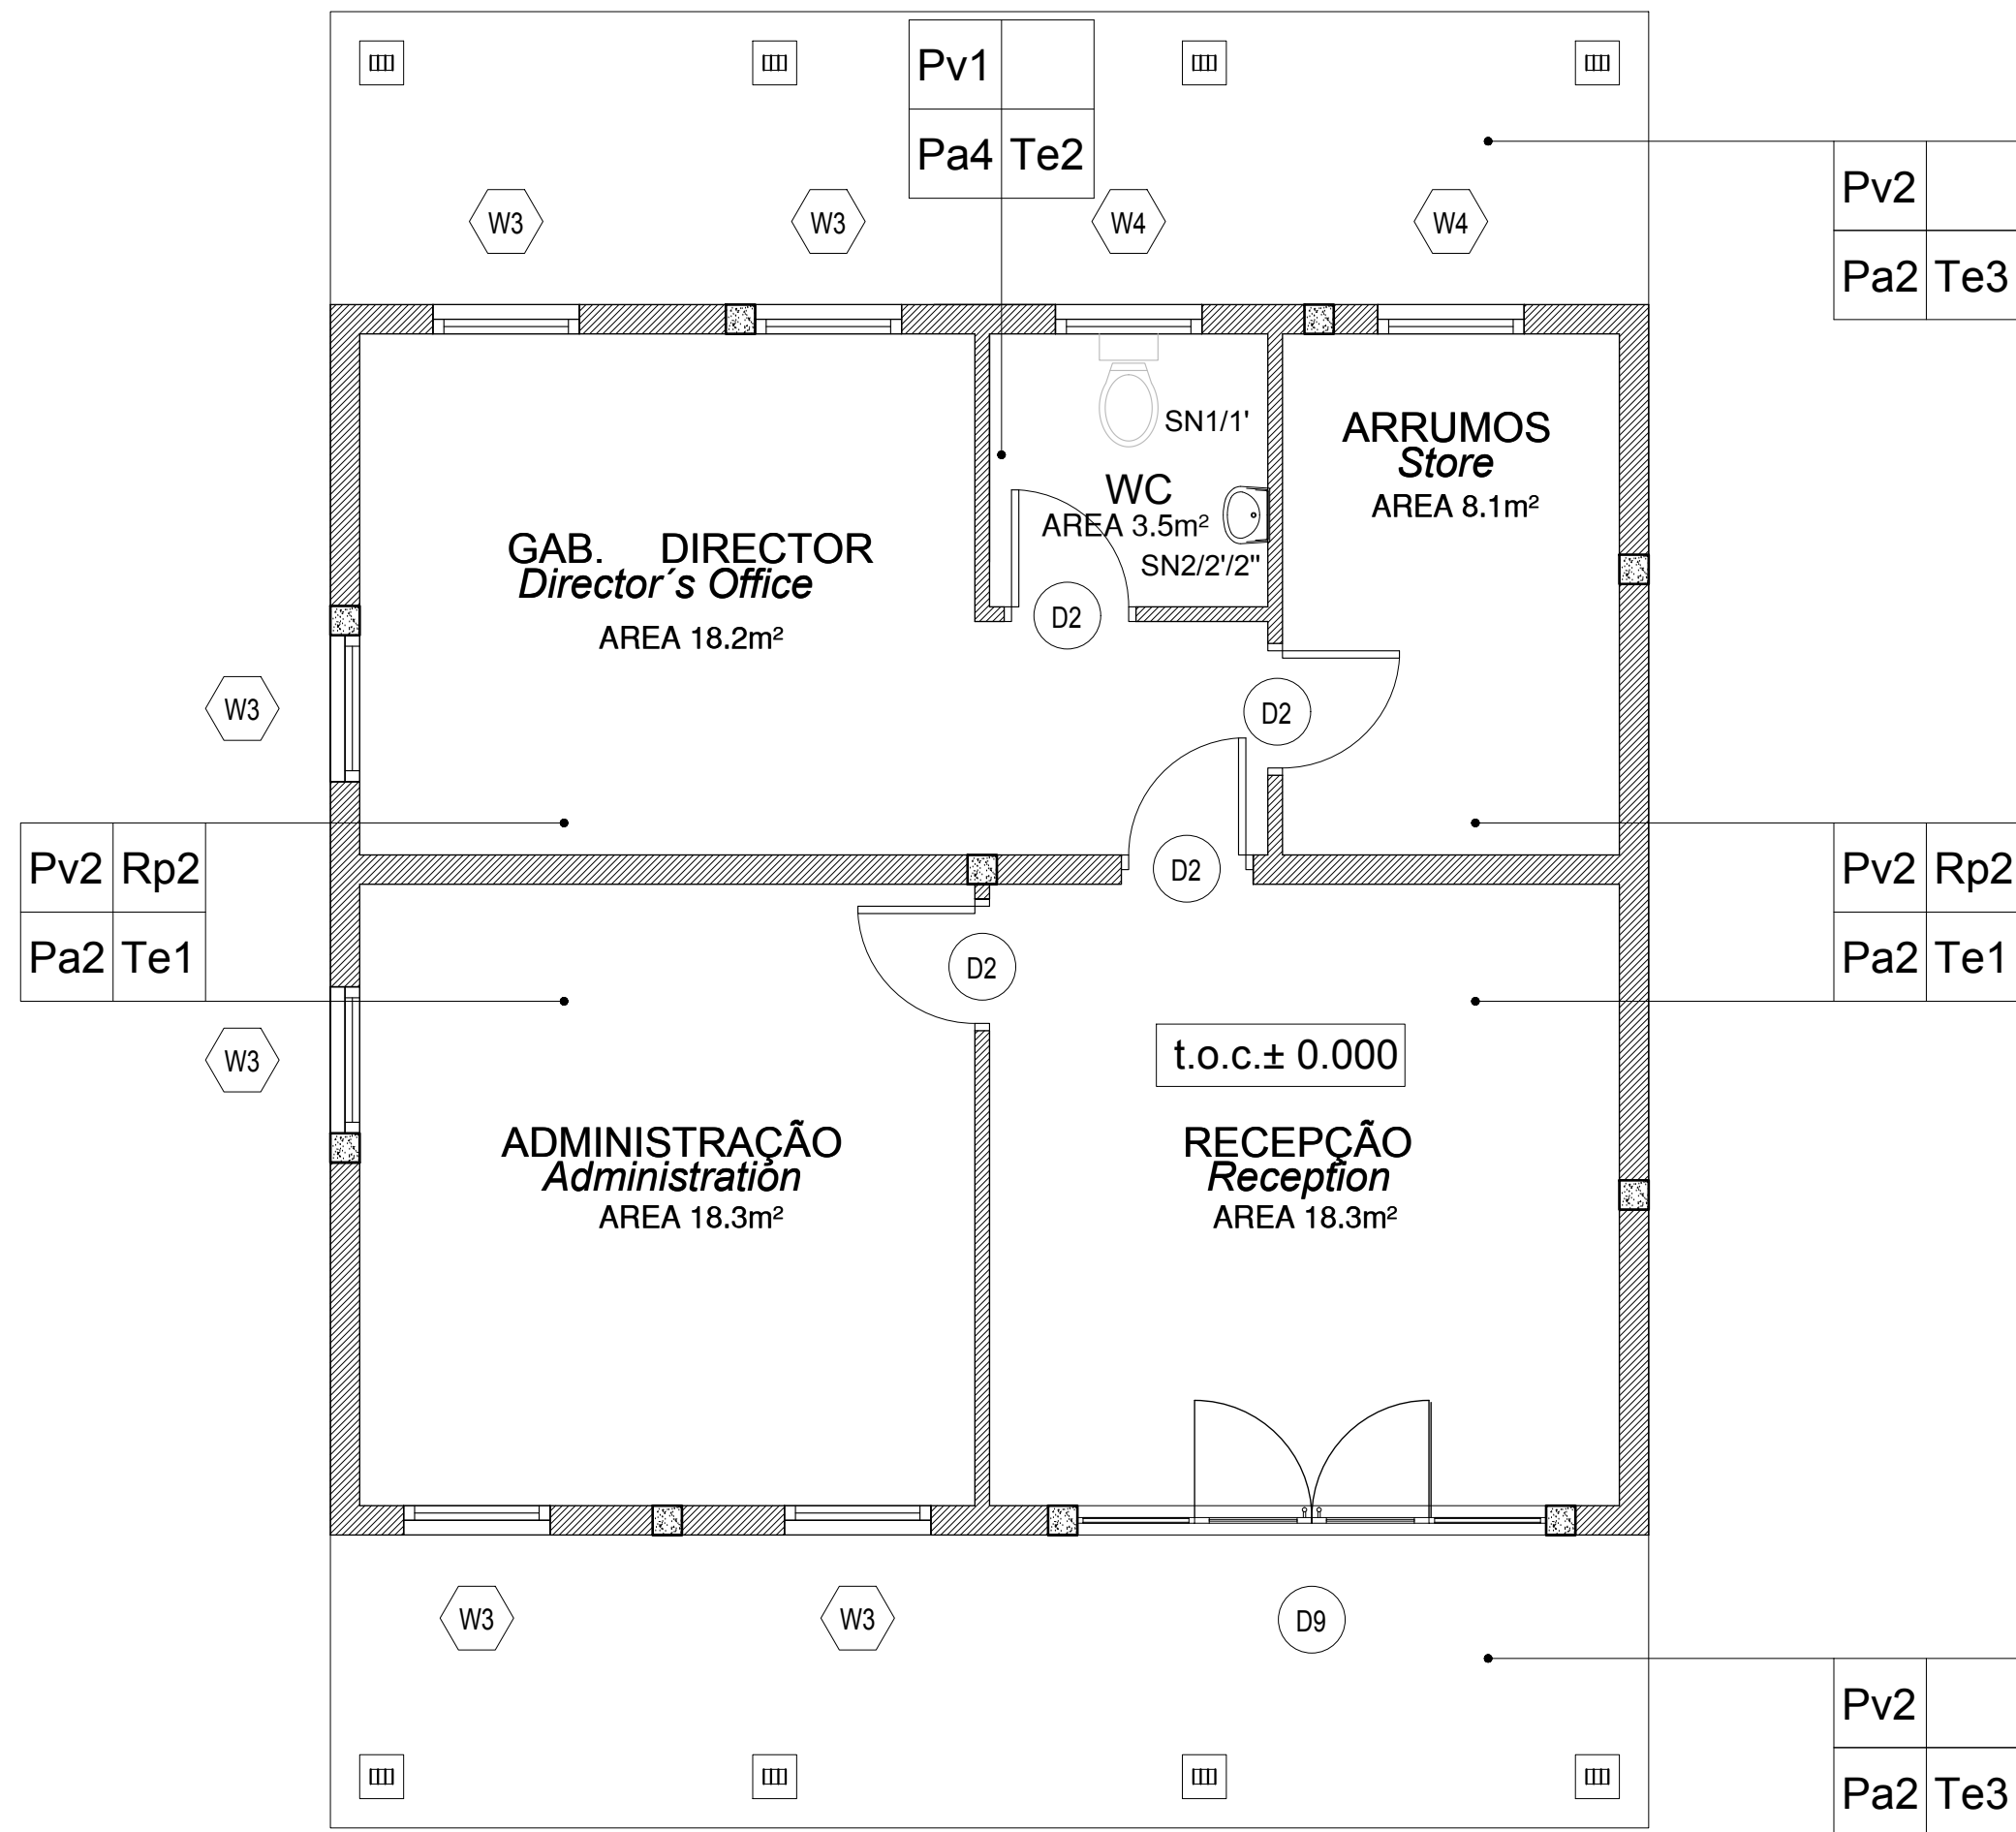 Pv1
Pa4 Te2
Pv2
Pa2 Te3
W3
W3
W4
W4
SN1/1'
ARRUMOS
Store
AREA 8.1m²
WC
AREA 3.5m²
SN2/2'/2"
GAB. DIRECTOR
Director´s Office
AREA 18.2m²
D2
D2
W3
Pv2 Rp2
Pa2 Te1
D2
Pv2 Rp2
Pa2 Te1
D2
W3
t.o.c.± 0.000
ADMINISTRAÇÃO
Administration
AREA 18.3m²
RECEPÇÃO
Reception
AREA 18.3m²
W3
W3
D9
Pv2
Pa2 Te3